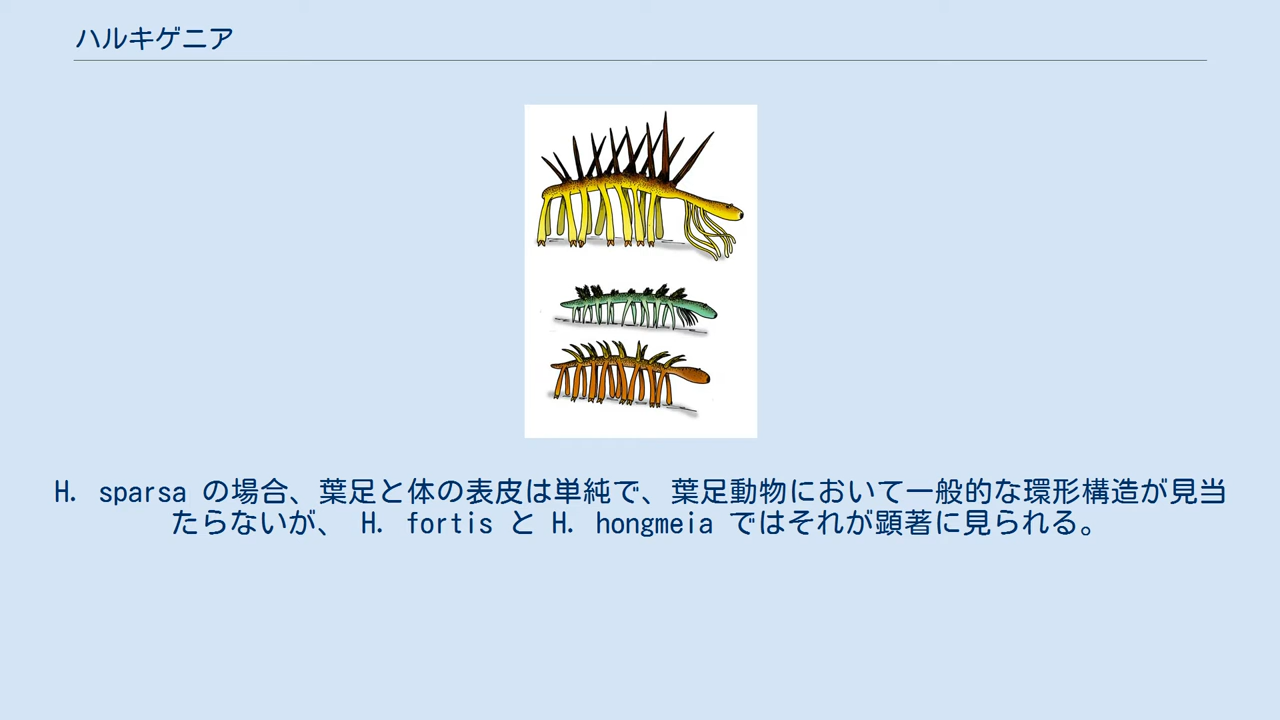 ハルキゲニア
H. sparsa の場合、葉足と体の表皮は単純で、葉足動物において一般的な環形構造が見当
たらないが、 H. fortis と H. hongmeia ではそれが顕著に見られる。